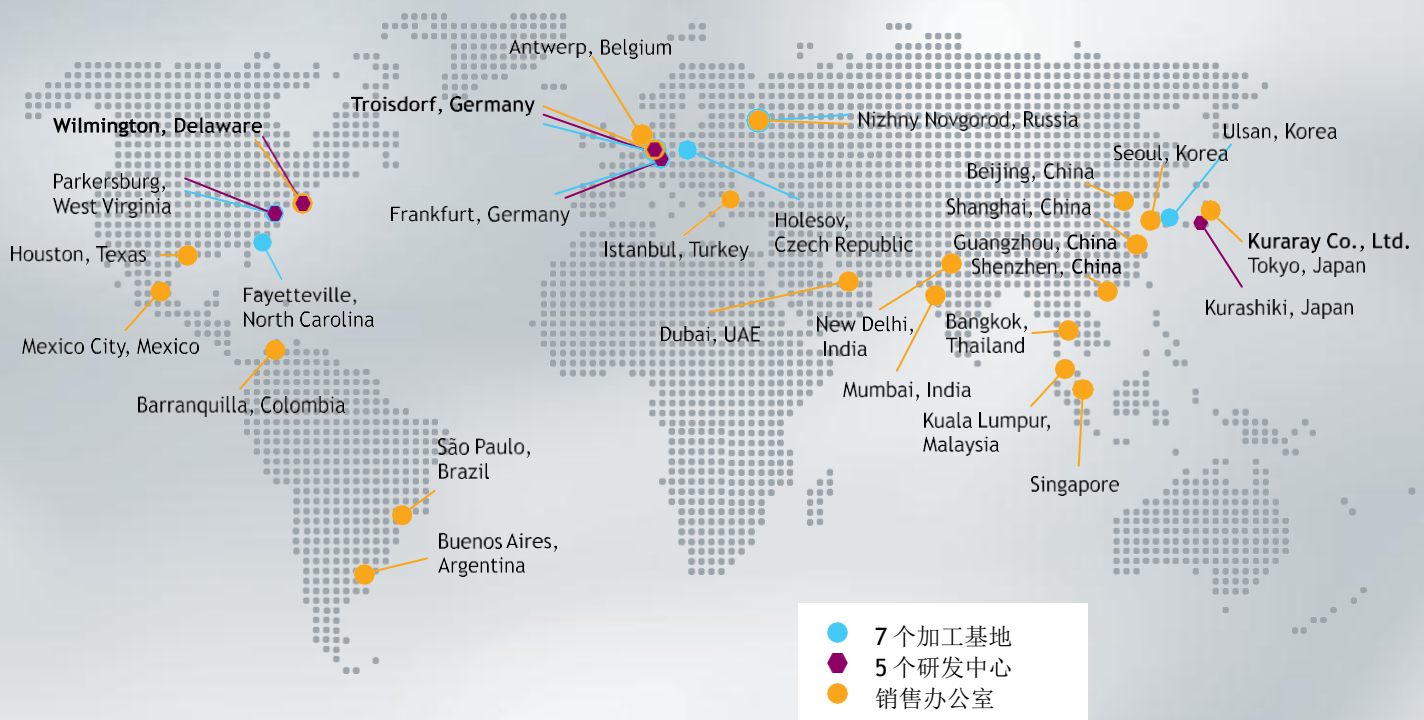 Antwerp, Belgium
Troisdorf, Germany
Wilmington, Delaware
Nizhny Novgorod, Russia
Ulsan, Korea
Seoul, Korea
Beijing, China
Parkersburg,
West Virginia
Shanghai, China
Frankfurt, Germany
Holesov,
Czech Republic
Istanbul, Turkey
Houston, Texas
Guangzhou, China
Shenzhen, China
Kuraray Co., Ltd.
Tokyo, Japan
Fayetteville,
North Carolina
Kurashiki, Japan
Dubai, UAE
New Delhi,
India
Bangkok,
Thailand
Mexico City, Mexico
Mumbai, India
Barranquilla, Colombia
Kuala Lumpur,
Malaysia
São Paulo,
Brazil
Singapore
Buenos Aires,
Argentina
7 个加工基地
5 个研发中心
销售办公室